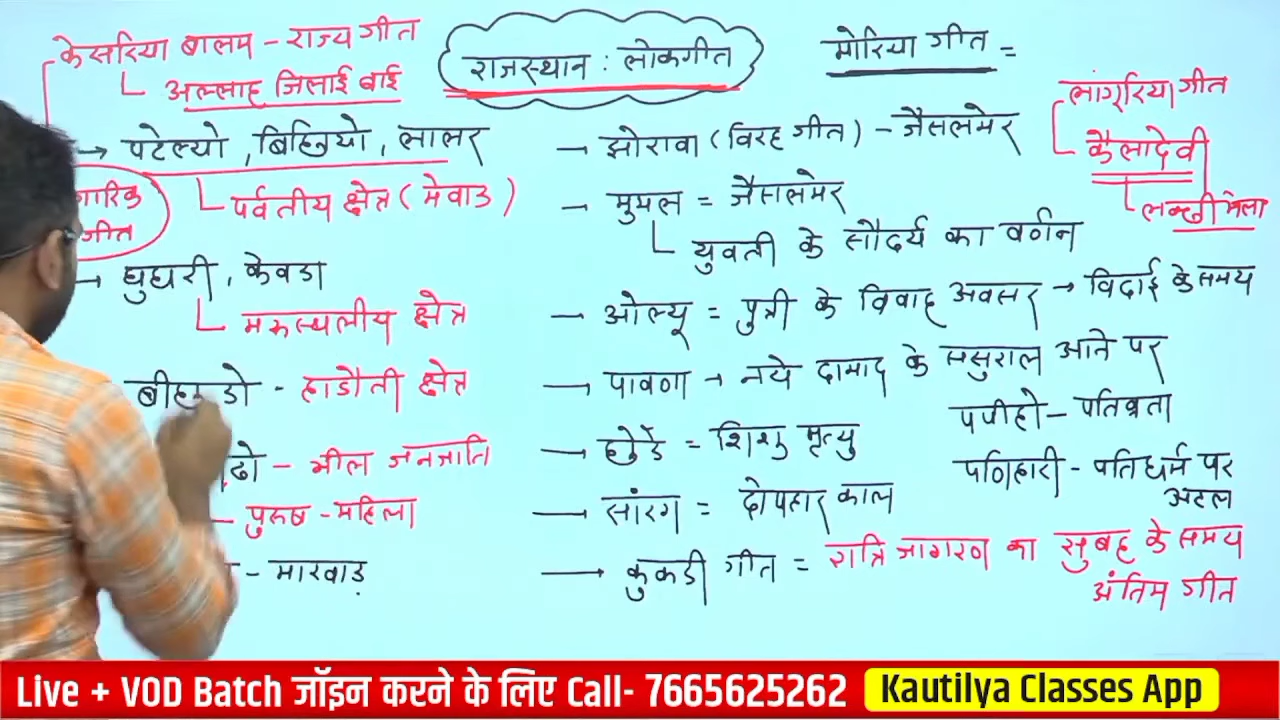 केसरिया बालम - राज्य गीत
अल्लाह जिलाई बाई
राजस्थान : लोकगीत
मोरिया गीत =
लांगुरिया गीत
कैलादेवी
लक्खी मेला
→ पटेल्यो, बिछियो, लालर
पर्वतीय क्षेत्र ( मेवाड )
गीत
→ घुघरी, केवडा
मरुस्थलीय क्षेत्र
- हाडौती क्षेत्र
- भील जनजाति
पुरुष - महिला
- मारवाड़
→ झोरावा (विरह गीत) - जैसलमेर
→ मुमल = जैसलमेर
युवती के सौदर्य का वर्णन
→ ओल्यू = पुत्री के विवाह अवसर → विदाई के समय
→ पावणा → नये दामाद के ससुराल आने पर
पपीहो - पतिव्रता
→ = शिशु मृत्यु
पणिहारी - पतिधर्म पर
अटल
→ सांरग = दोपहार काल
→ कुकडी गीत = रात्रि जागरण का सुबह के समय
अंतिम गीत
Live + VOD Batch जॉइन करने के लिए Call- 7665625262 Kautilya Classes App